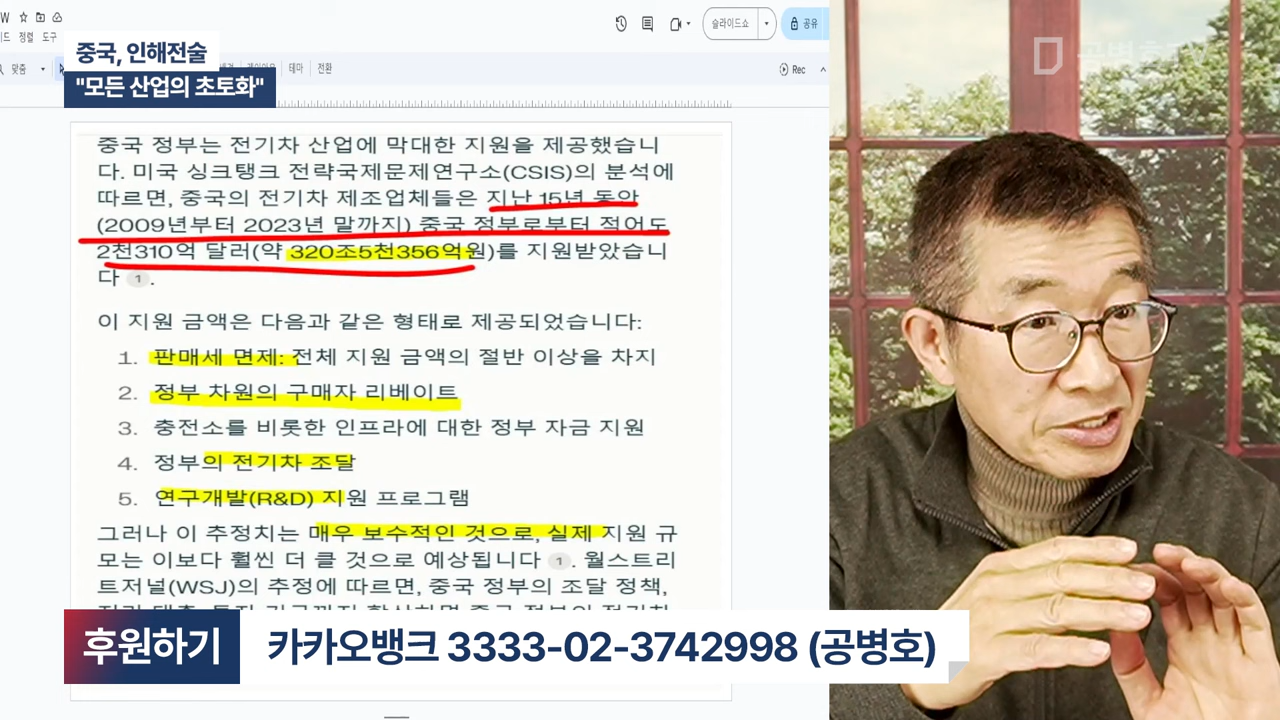 W
슬라이드쇼
공유
정렬 도구
맞춤
테마
전환
Rec
중국, 인해전술
"모든 산업의 초토화"
공병호TV
중국 정부는 전기차 산업에 막대한 지원을 제공했습니
다. 미국 싱크탱크 전략국제문제연구소(CSIS)의 분석에
따르면, 중국의 전기차 제조업체들은 지난 15년 동안
(2009년부터 2023년 말까지) 중국 정부로부터 적어도
2천310억 달러(약 320조5천356억원)를 지원받았습니
다 1.
이 지원 금액은 다음과 같은 형태로 제공되었습니다:
1. 판매세 면제: 전체 지원 금액의 절반 이상을 차지
2. 정부 차원의 구매자 리베이트
3. 충전소를 비롯한 인프라에 대한 정부 자금 지원
4. 정부의 전기차 조달
5. 연구개발(R&D) 지원 프로그램
그러나 이 추정치는 매우 보수적인 것으로, 실제 지원 규
모는 이보다 훨씬 더 클 것으로 예상됩니다 1. 월스트리
트저널(WSJ)의 추정에 따르면, 중국 정부의 조달 정책,
후원하기
카카오뱅크 3333-02-3742998 (공병호)